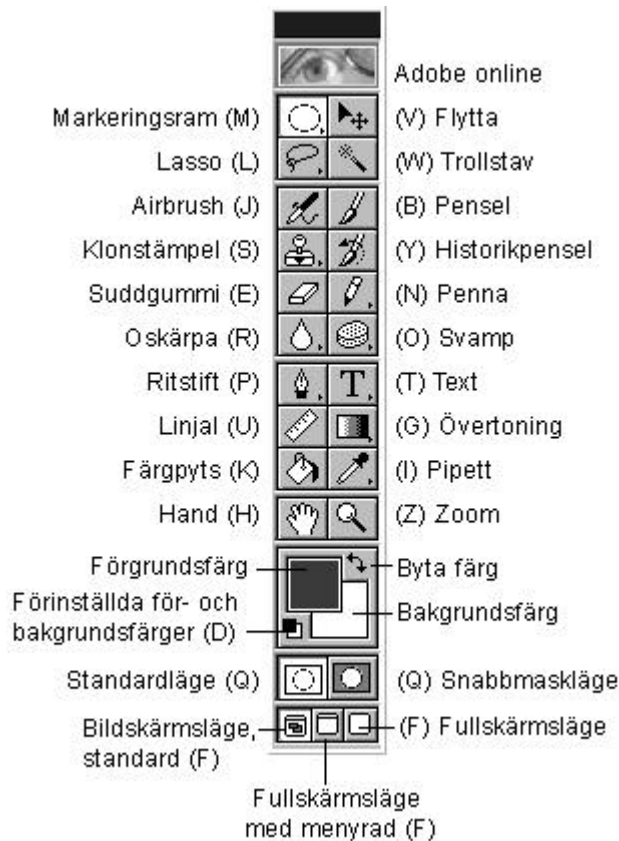 Adobe online
Markeringsram (M) (V) Flytta
Lasso (L) (W) Trollstav
Airbrush (J) (B) Pensel
Klonstämpel (S) (Y) Historikpensel
Suddgummi (E) (N) Penna
Oskärpa (R) (O) Svamp
Ritstift (P) T (T) Text
Linjal (U) (G) Övertoning
Färgpyts (K) (I) Pipett
Hand (H) (Z) Zoom
Förgrundsfärg Byta färg
Förinställda för- och
bakgrundsfärger (D) Bakgrundsfärg
Standardläge (Q) (Q) Snabbmaskläge
Bildskärmsläge, (F) Fullskärmsläge
standard (F)
Fullskärmsläge
med menyrad (F)